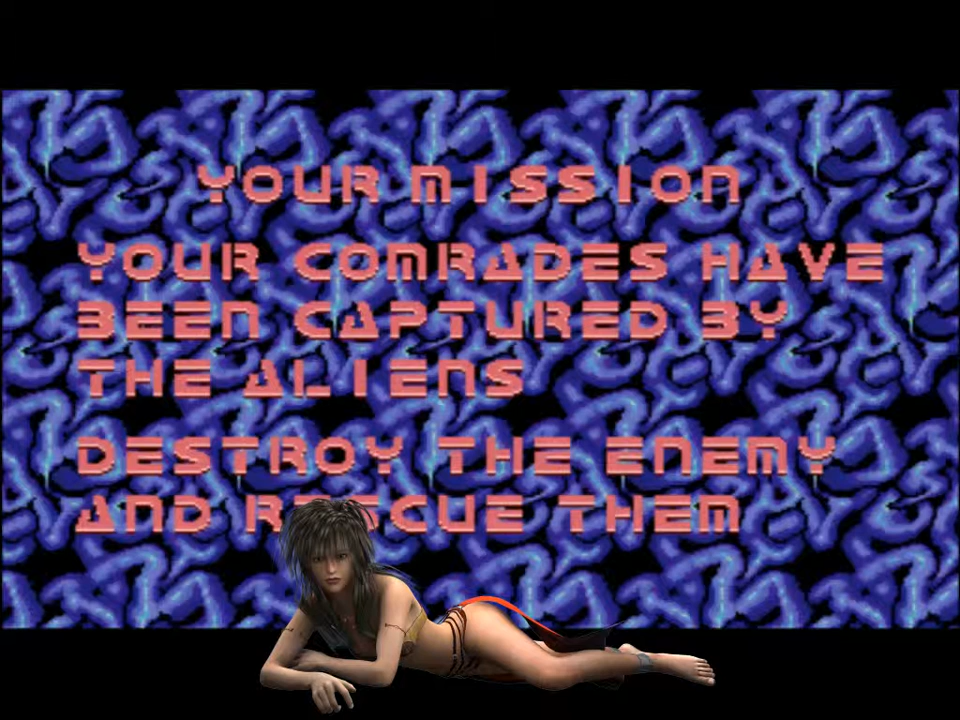 YOUR MISSION
YOUR COMRADES HAVE
BEEN CAPTURED BY
THE ALIENS
DESTROY THE ENEMY
AND RESCUE THEM